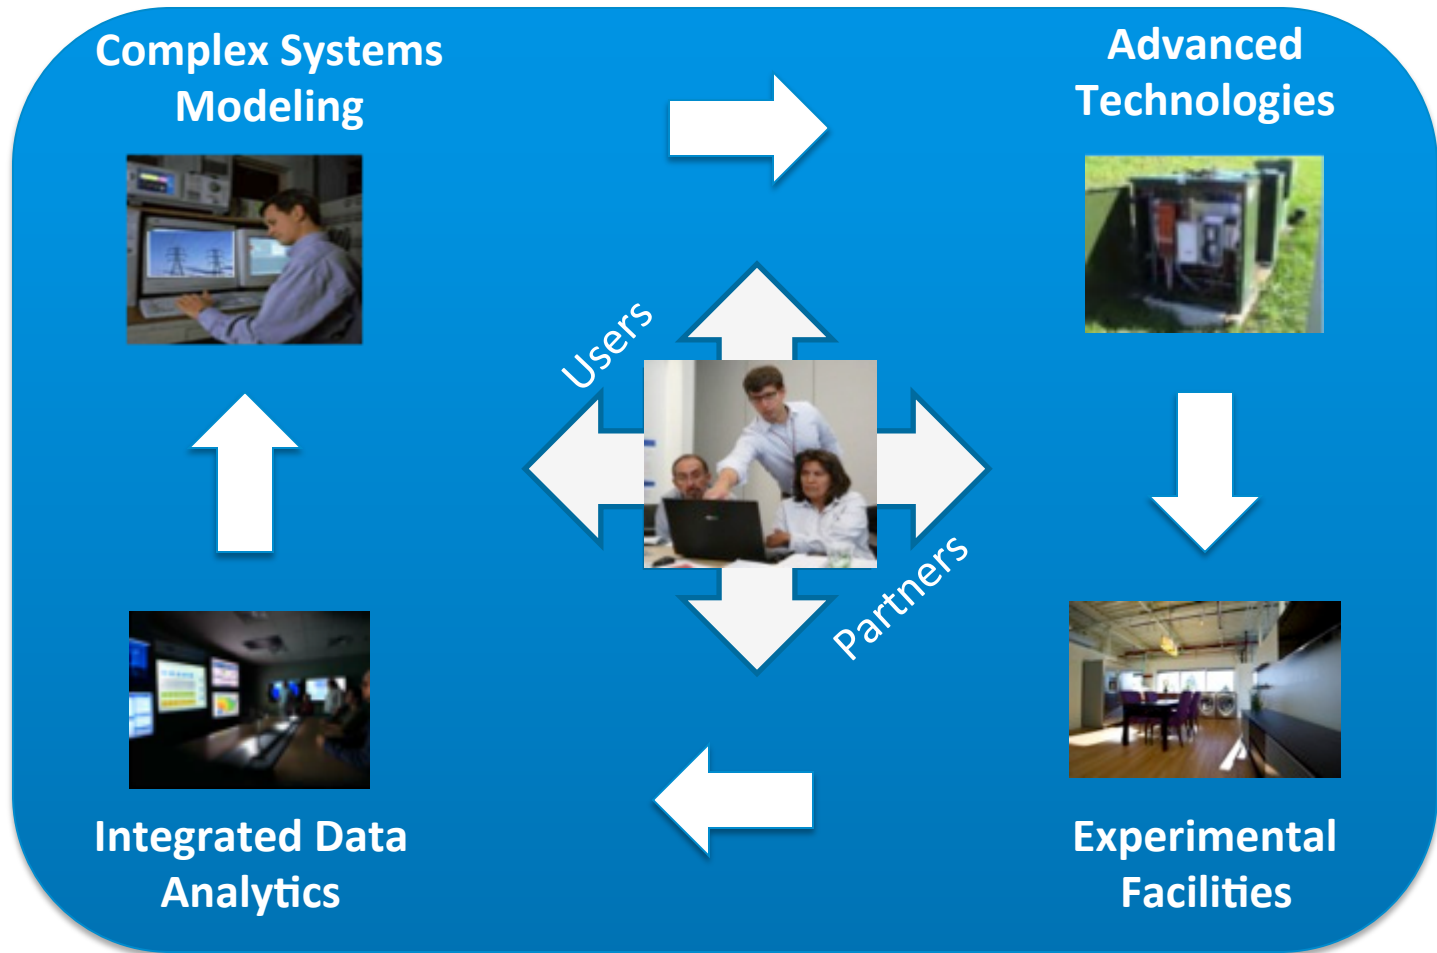 Complex Systems
Modeling
Advanced
Technologies
Users
Partners
Integrated Data
Analytics
Experimental
Facilities